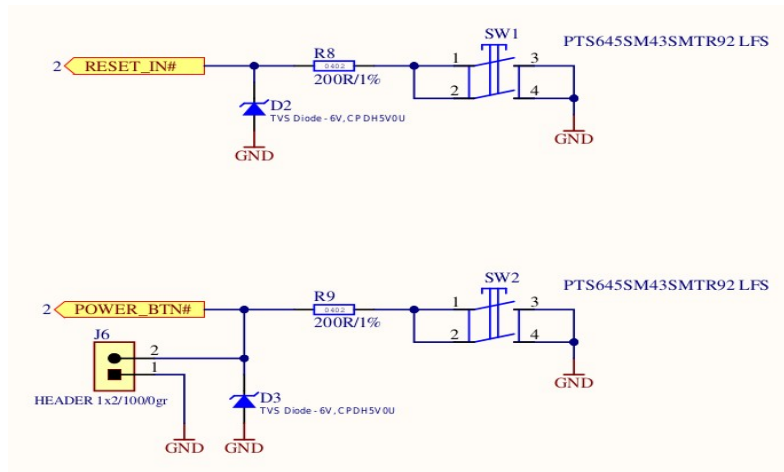 SW1
PTS645SM43SMTR92 LFS
R8
2 RESET_IN#
0402
1 3
200R/1%
2 4
D2
TVS Diode - 6V, CPDH5V0U
GND
GND
SW2
PTS645SM43SMTR92 LFS
R9
2 POWER_BTN#
0402
1 3
200R/1%
J6
2 4
2
1
GND
HEADER 1x2/100/0gr
D3
TVS Diode - 6V, CPDH5V0U
GND GND